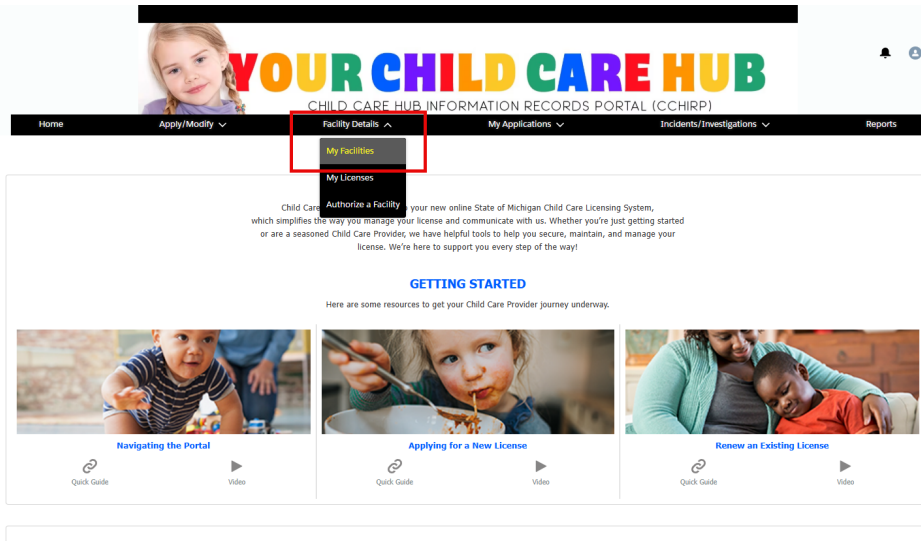 YOUR CHILD CARE HUB
CHILD CARE HUB INFORMATION RECORDS PORTAL (CCHIRP)
Home Apply/Modify Facility Details My Applications Incidents/Investigations Reports
My Facilities
My Licenses
Authorize a Facility
Child Care your new online State of Michigan Child Care Licensing System,
which simplifies the way you manage your license and communicate with us. Whether you're just getting started
or are a seasoned Child Care Provider, we have helpful tools to help you secure, maintain, and manage your
license. We're here to support you every step of the way!
GETTING STARTED
Here are some resources to get your Child Care Provider journey underway.
Navigating the Portal Applying for a New License Renew an Existing License
Quick Guide Video Quick Guide Video Quick Guide Video